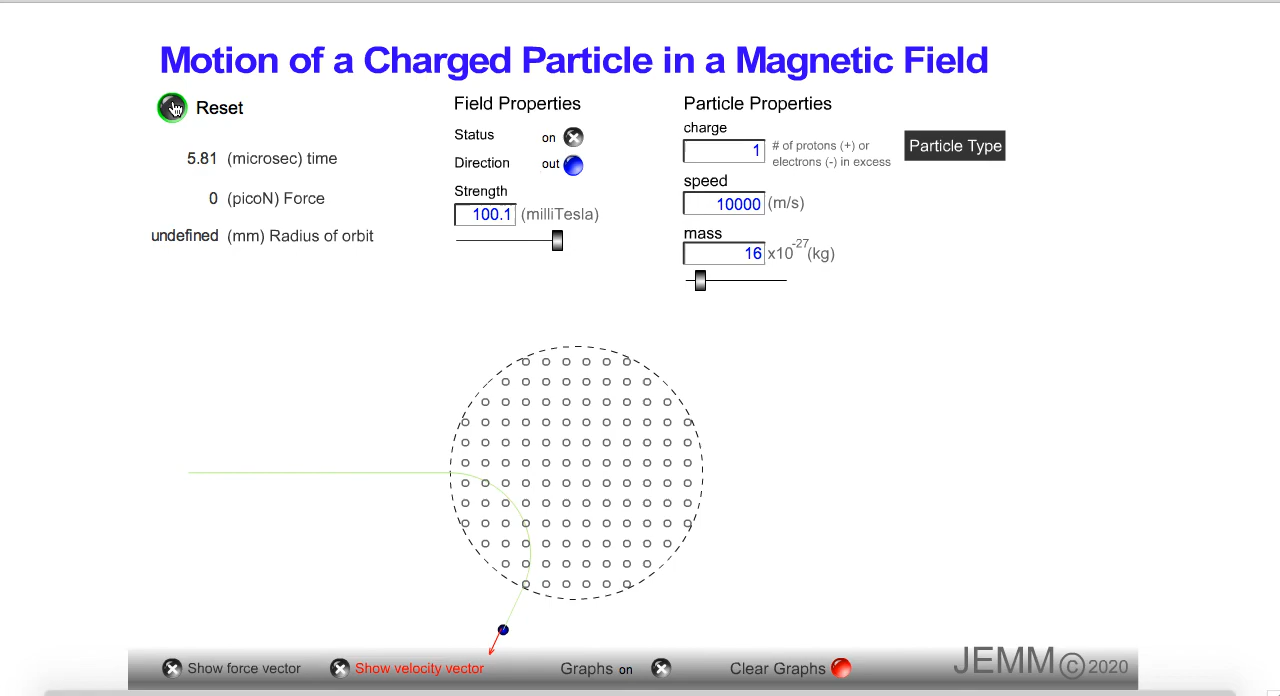 Motion of a Charged Particle in a Magnetic Field
Reset
5.81 (microsec) time
0 (picoN) Force
undefined (mm) Radius of orbit
Field Properties
Status on
Direction out
Strength
100.1 (milliTesla)
Particle Properties
charge
1 # of protons (+) or
electrons (-) in excess
speed
10000 (m/s)
mass
16 x10-27 (kg)
Particle Type
Show force vector Show velocity vector Graphs on Clear Graphs JEMM © 2020